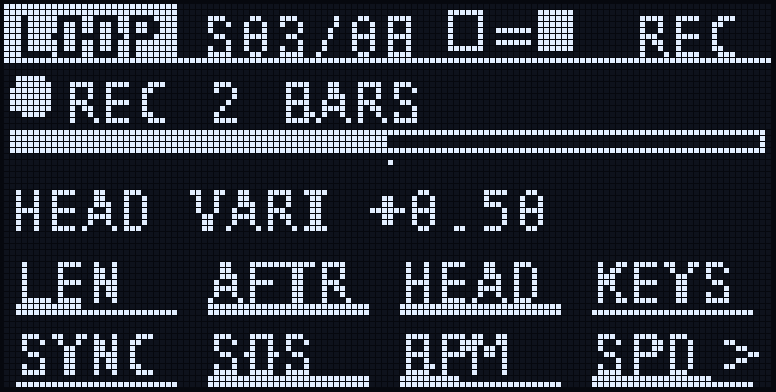 LOOP S03/08 □=■ REC
●REC 2 BARS
HEAD VARI +0.50
LEN AFTR HEAD KEYS
SYNC SOS BPM SPD >